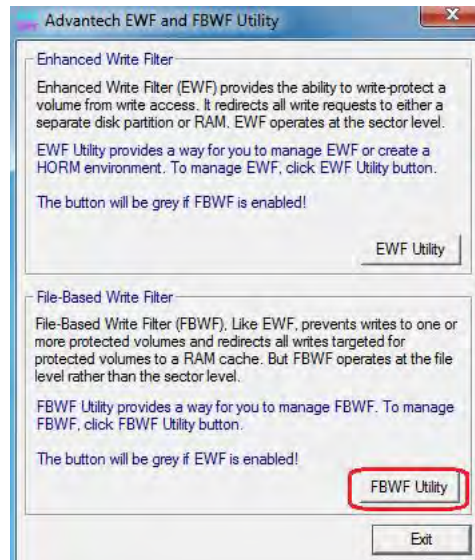 Advantech EWF and FBWF Utility
Enhanced Write Filter
Enhanced Write Filter (EWF) provides the ability to write-protect a
volume from write access. It redirects all write requests to either a
separate disk partition or RAM. EWF operates at the sector level.
EWF Utility provides a way for you to manage EWF or create a
HORM environment. To manage EWF, click EWF Utility button.
The button will be grey if FBWF is enabled!
EWF Utility
File-Based Write Filter
File-Based Write Filter (FBWF), Like EWF, prevents writes to one or
more protected volumes and redirects all writes targeted for
protected volumes to a RAM cache. But FBWF operates at the file
level rather than the sector level.
FBWF Utility provides a way for you to manage FBWF. To manage
FBWF, click FBWF Utility button.
The button will be grey if EWF is enabled!
FBWF Utility
Exit